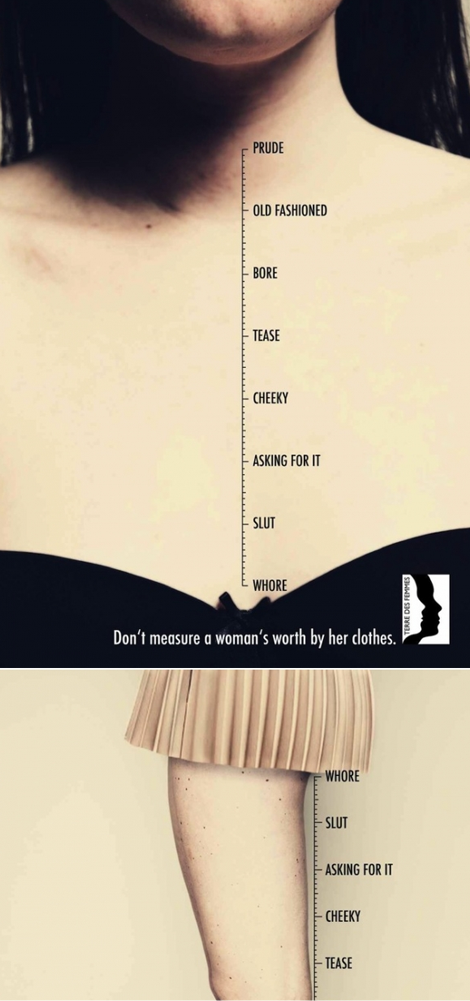 PRUDE
OLD FASHIONED
BORE
TEASE
CHEEKY
ASKING FOR IT
SLUT
WHORE
Don't measure a woman's worth by her clothes.
TERRE DES FEMMES
WHORE
SLUT
ASKING FOR IT
CHEEKY
TEASE